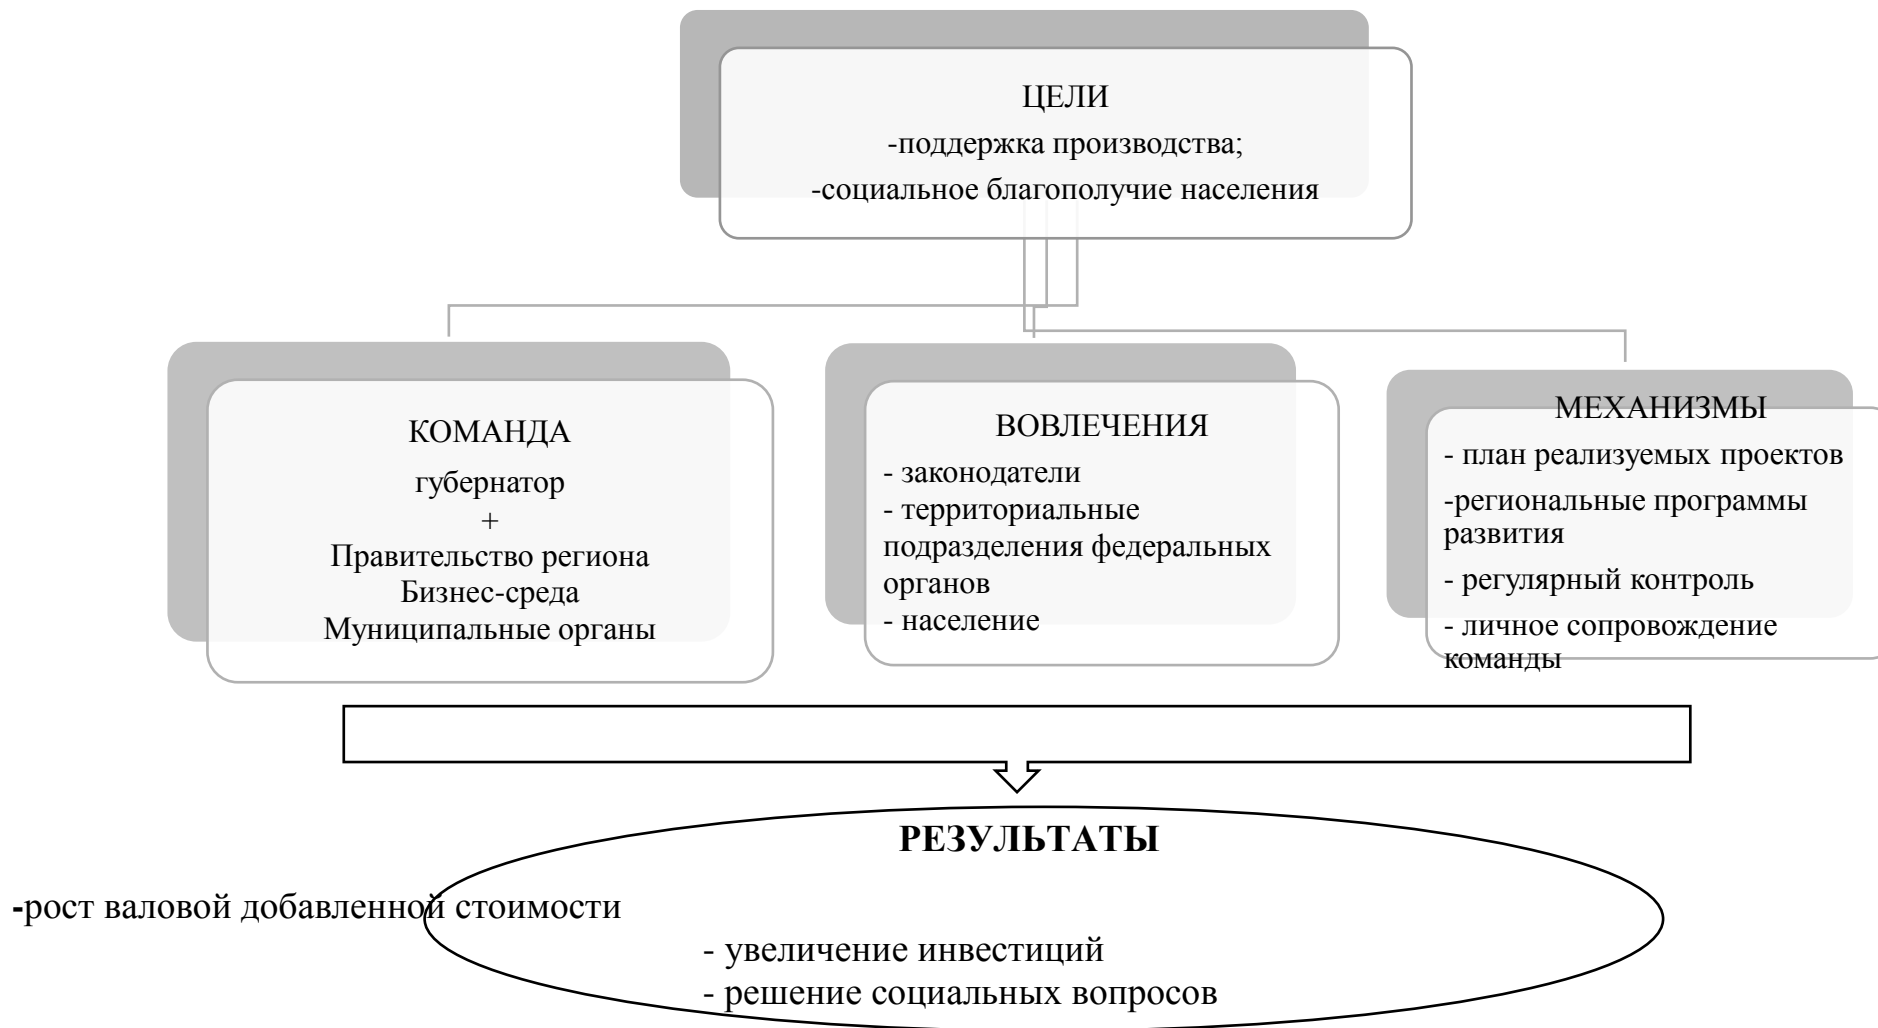 ЦЕЛИ
-поддержка производства;
-социальное благополучие населения
КОМАНДА
губернатор
+
Правительство региона
Бизнес-среда
Муниципальные органы
ВОВЛЕЧЕНИЯ
- законодатели
- территориальные
подразделения федеральных
органов
- население
МЕХАНИЗМЫ
- план реализуемых проектов
-региональные программы
развития
- регулярный контроль
- личное сопровождение
команды
РЕЗУЛЬТАТЫ
-рост валовой добавленной стоимости
- увеличение инвестиций
- решение социальных вопросов